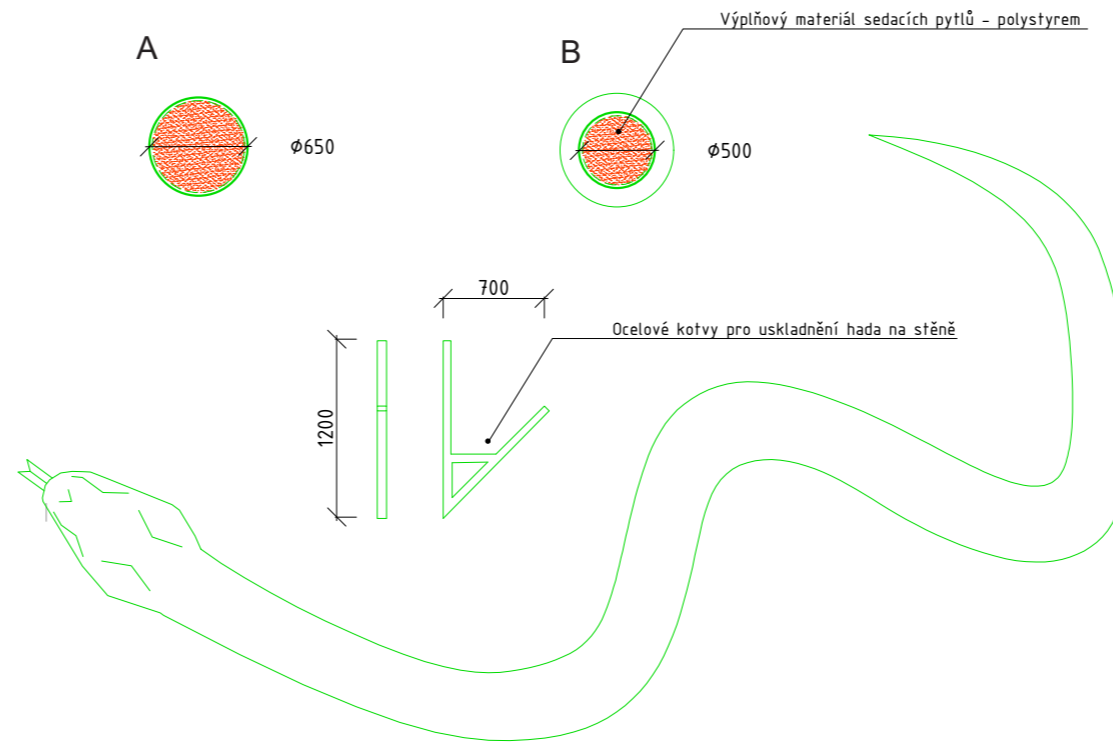 Výplňový materiál sedacích pytlů - polystyrem
A
B
Ø650
Ø500
700
Ocelové kotvy pro uskladnění hada na stěně
1200